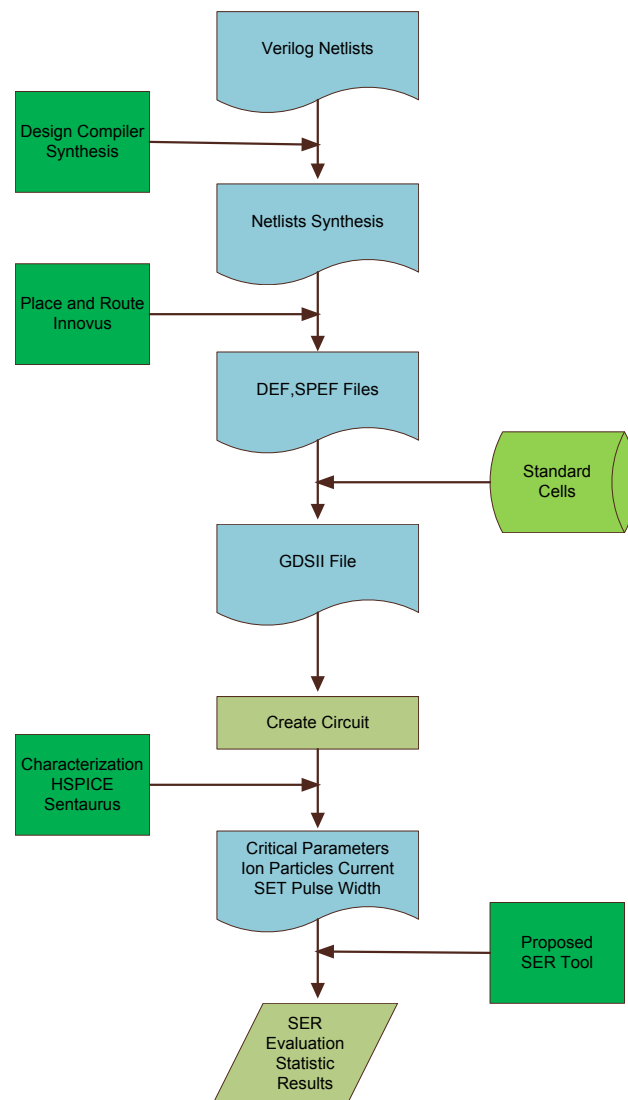 Verilog Netlists
Design Compiler
Synthesis
Netlists Synthesis
Place and Route
Innovus
DEF,SPEF Files
Standard
Cells
GDSII File
Create Circuit
Characterization
HSPICE
Sentaurus
Critical Parameters
Ion Particles Current
SET Pulse Width
Proposed
SER Tool
SER
Evaluation
Statistic
Results